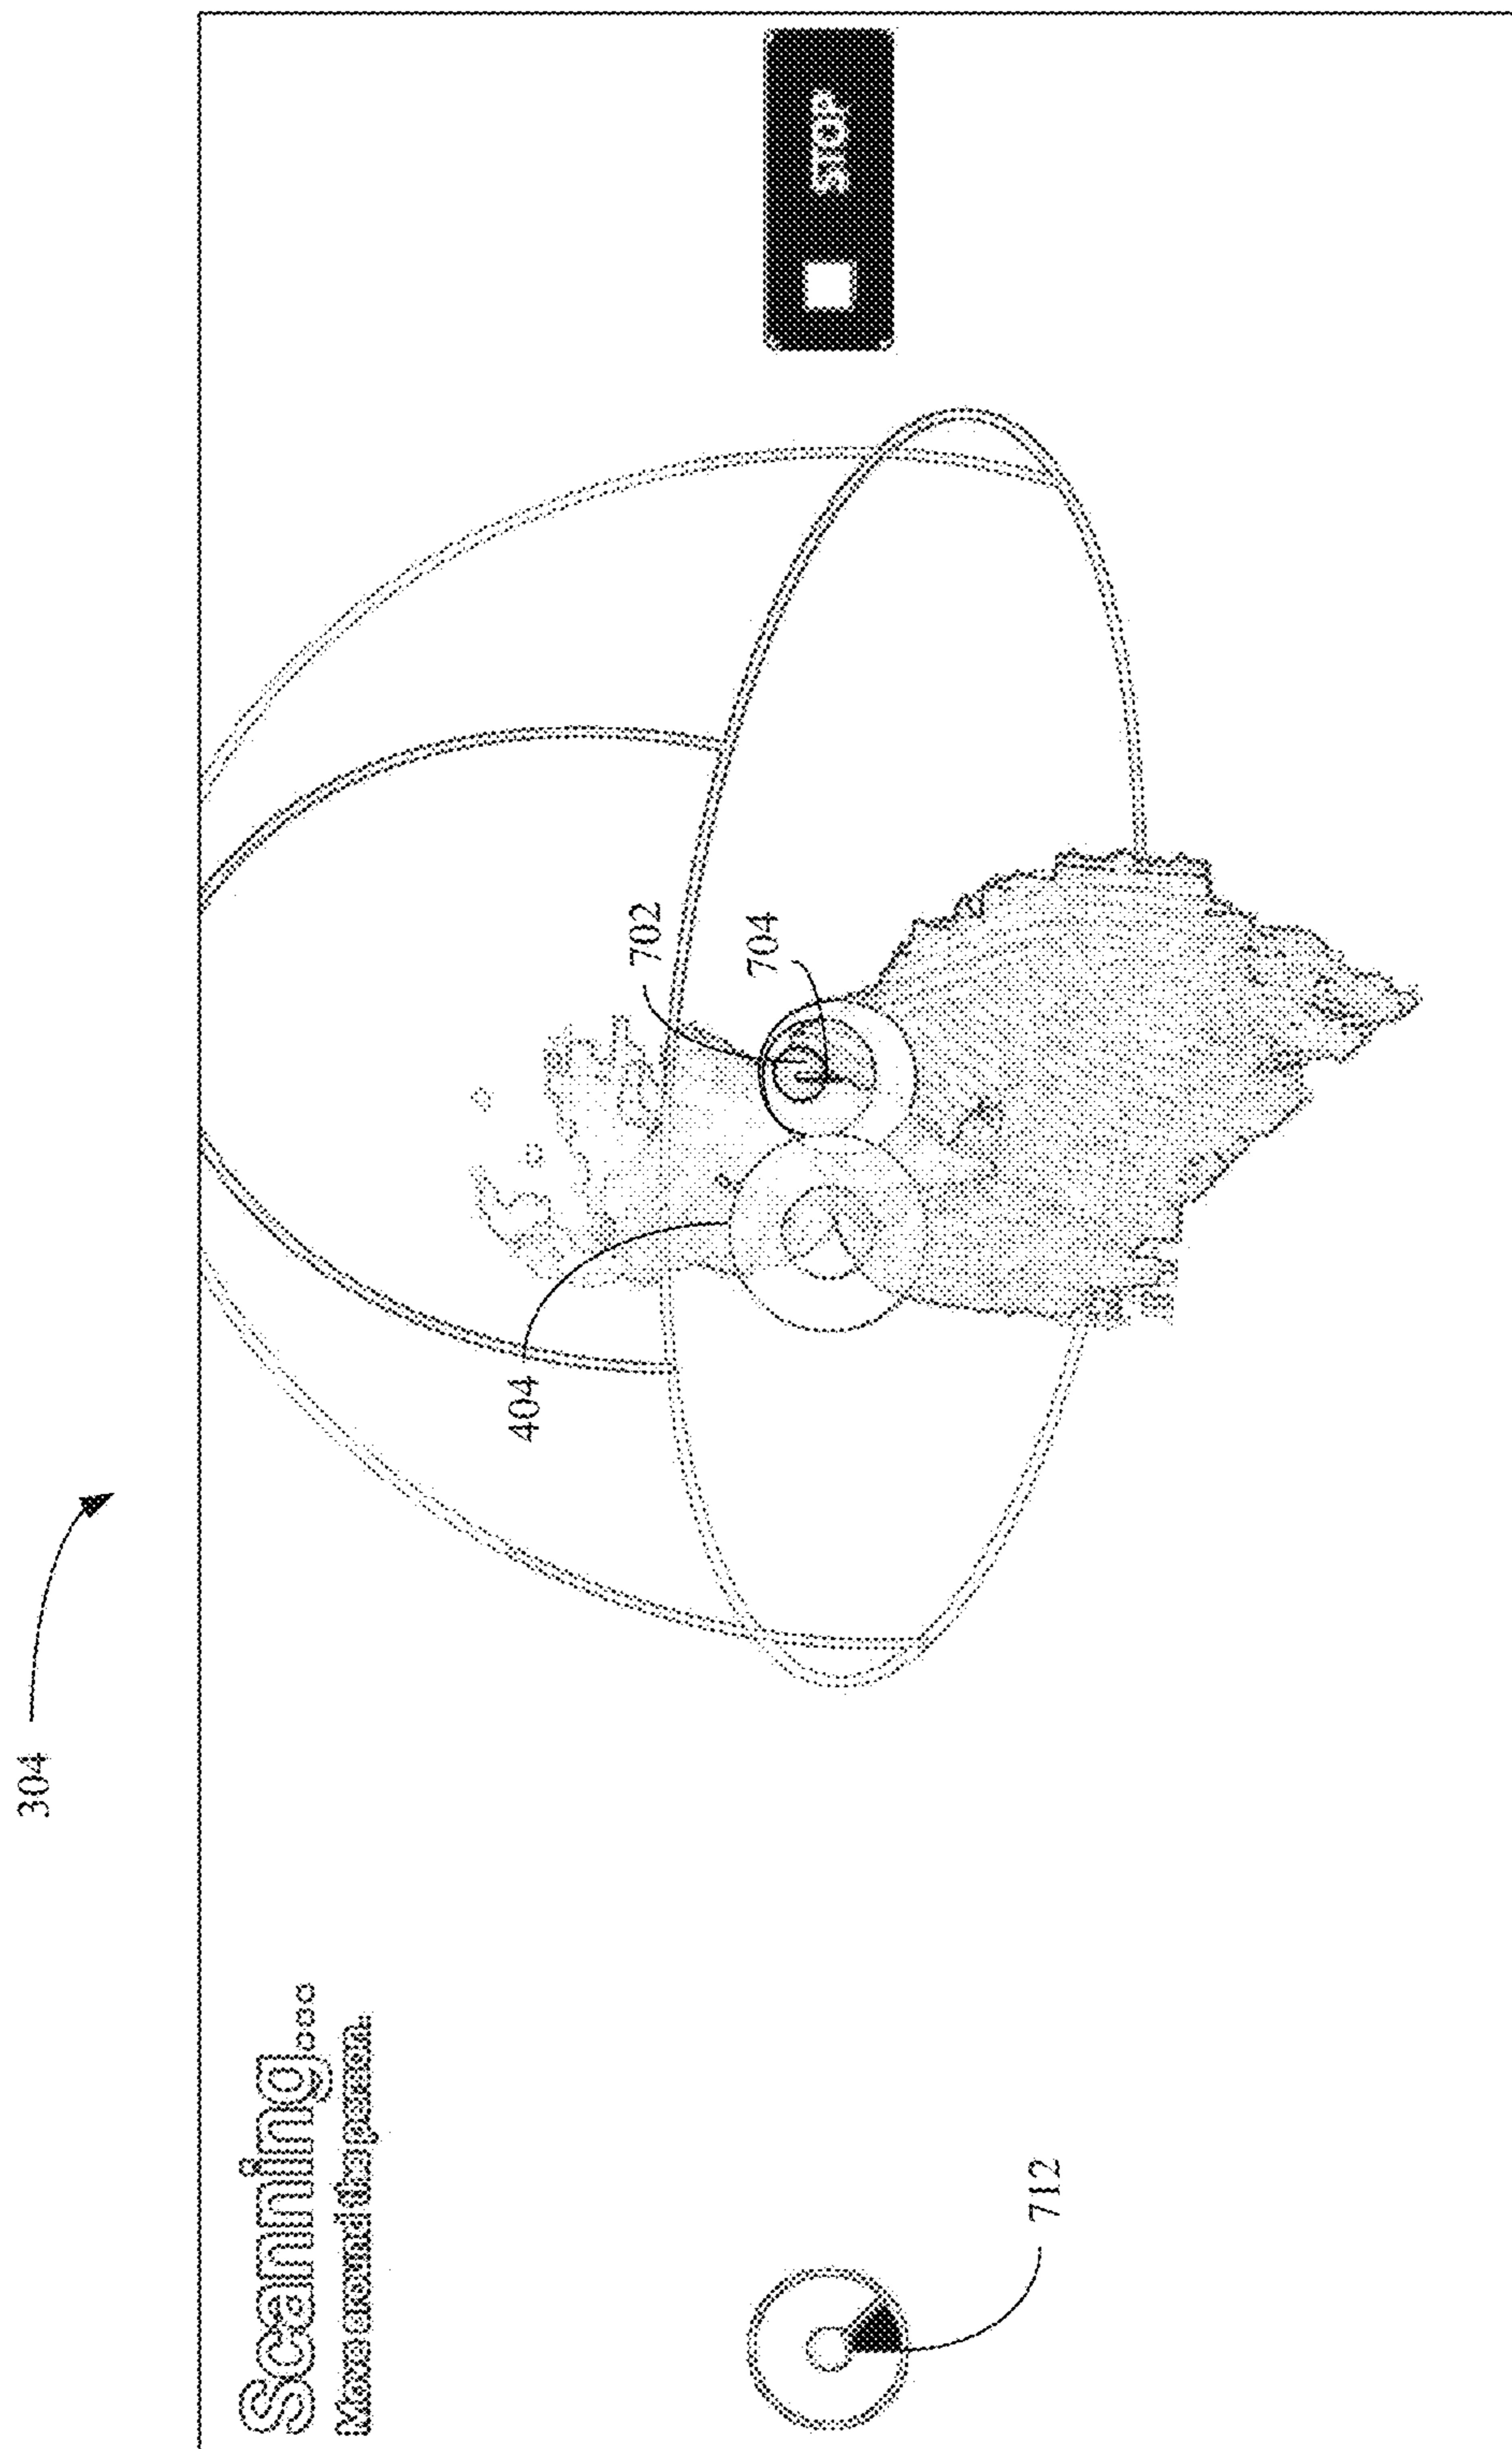 304
Scanning...
Move around the person.
404
702
704
STOP
712